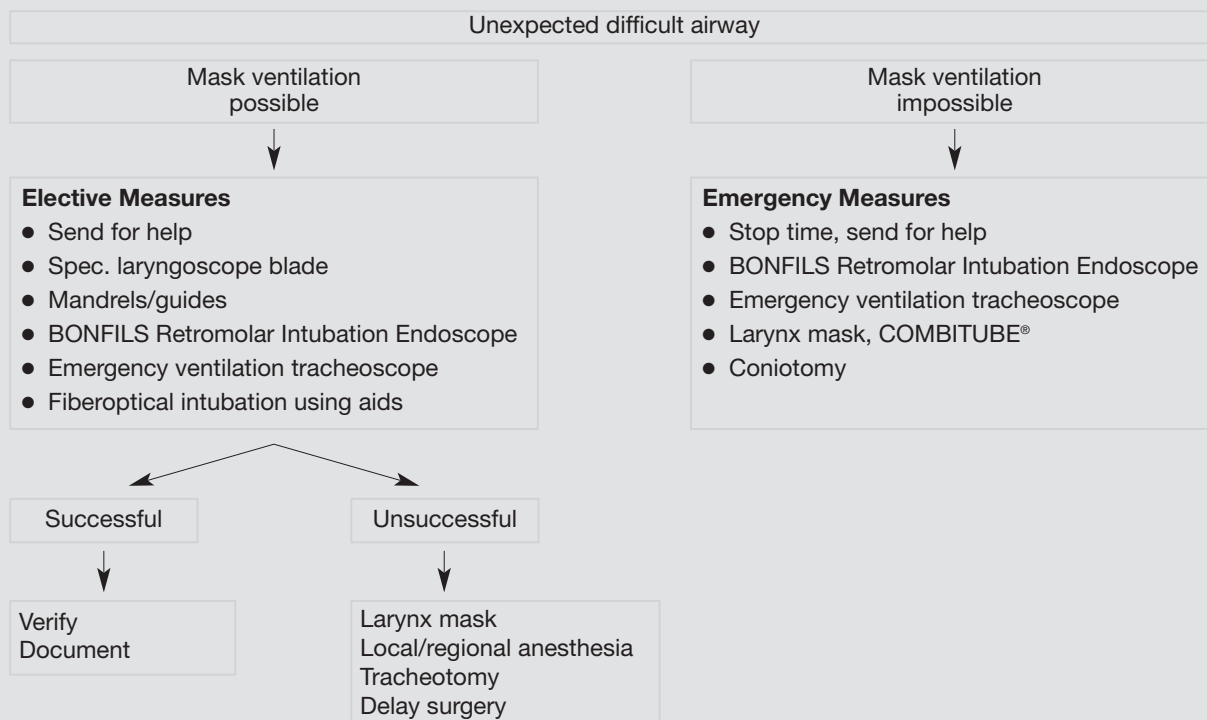 Unexpected difficult airway
Mask ventilation
possible
Mask ventilation
impossible
Elective Measures
● Send for help
● Spec. laryngoscope blade
● Mandrels/guides
● BONFILS Retromolar Intubation Endoscope
● Emergency ventilation tracheoscope
● Fiberoptical intubation using aids
Emergency Measures
● Stop time, send for help
● BONFILS Retromolar Intubation Endoscope
● Emergency ventilation tracheoscope
● Larynx mask, COMBITUBE®
● Coniotomy
Successful
Unsuccessful
Verify
Document
Larynx mask
Local/regional anesthesia
Tracheotomy
Delay surgery